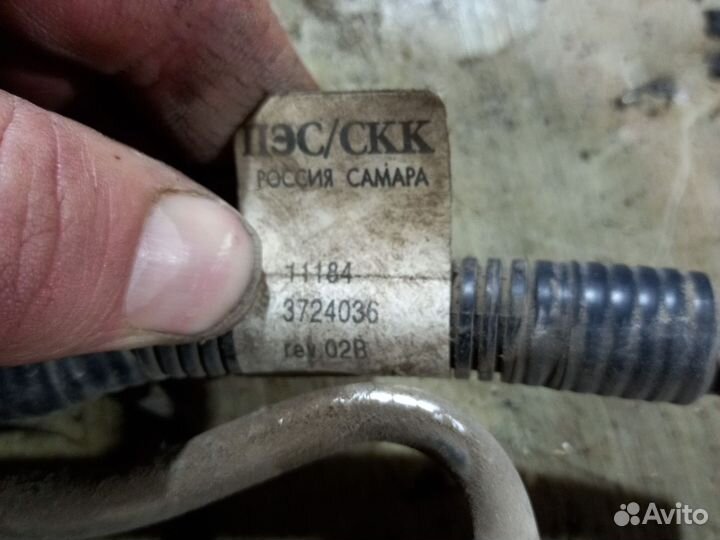 ПЭС/СКК
РОССИЯ САМАРА
11184
3724036
rev 02B
Avito